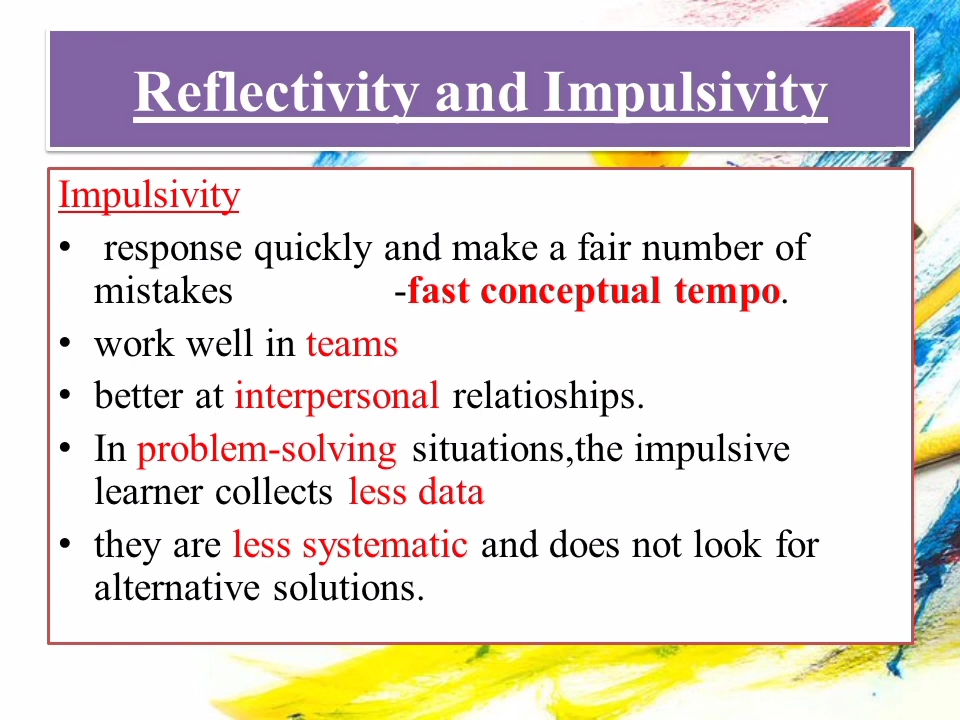 Reflectivity and Impulsivity
Impulsivity
• response quickly and make a fair number of
mistakes -fast conceptual tempo.
• work well in teams
• better at interpersonal relatioships.
• In problem-solving situations,the impulsive
learner collects less data
• they are less systematic and does not look for
alternative solutions.